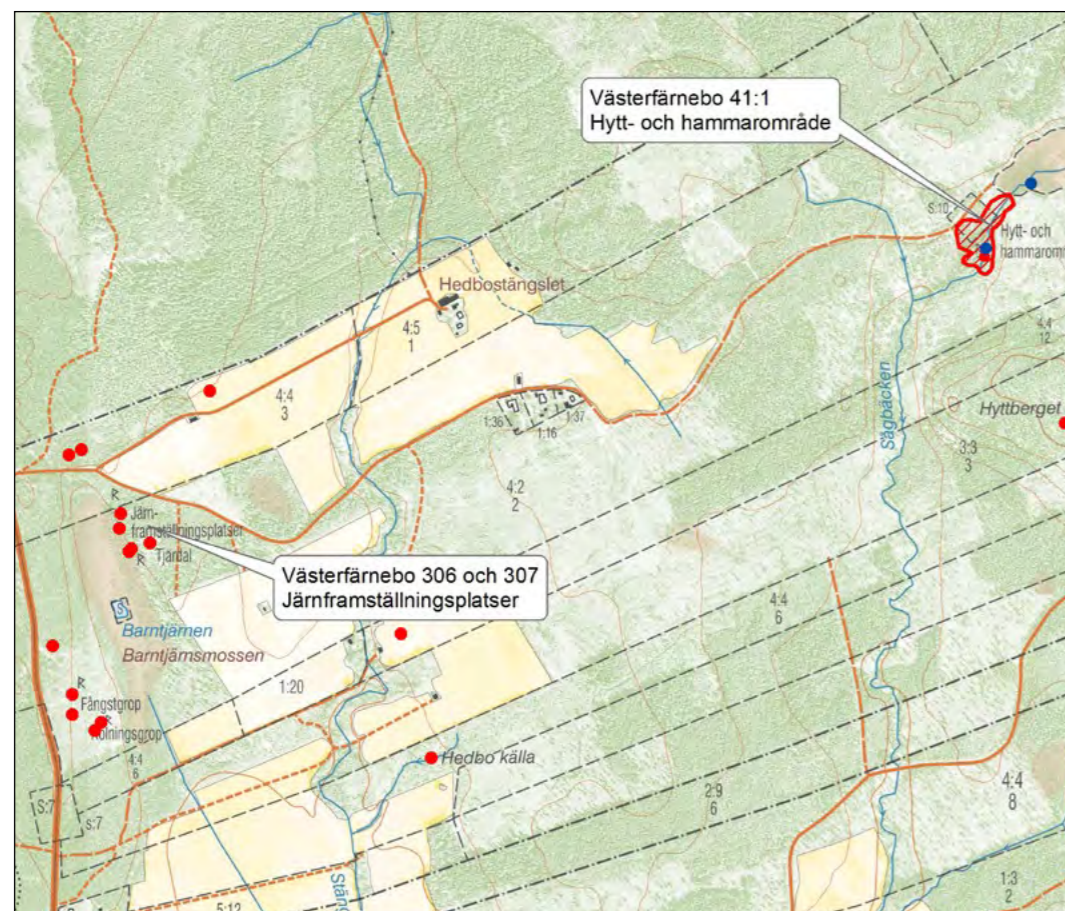 Västerfärnebo 41:1
Hytt- och hammarområde
S:10
Hytt- och
hammaromr
Hedbostängslet
4:5
1
4:4
12
4:4
3
Sågbäcken
Hyttberget
1:36
1:16
1:37
3:3
3
4:2
2
R
Järn-
framställningsplatser
R
Tjärdal
Västerfärnebo 306 och 307
Järnframställningsplatser
4:4
6
Barntjärnen
Barntjärnsmossen
1:20
R
Fångstgrop
R
Kolningsgrop
4:4
6
Hedbo källa
4:4
8
2:9
6
S:7
s:7
Stäng
1:3
2
5:12